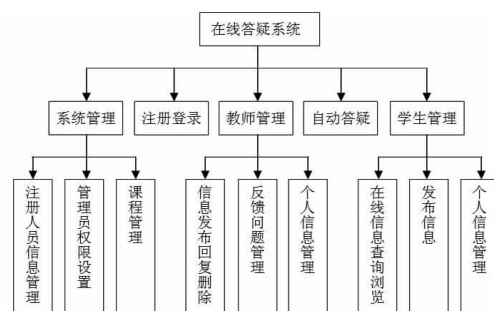 在线答疑系统
系统管理
注册登录
教师管理
自动答疑
学生管理
注册人员信息管理
管理员权限设置
课程管理
信息发布回复删除
反馈问题管理
个人信息管理
在线信息查询浏览
发布信息
个人信息管理